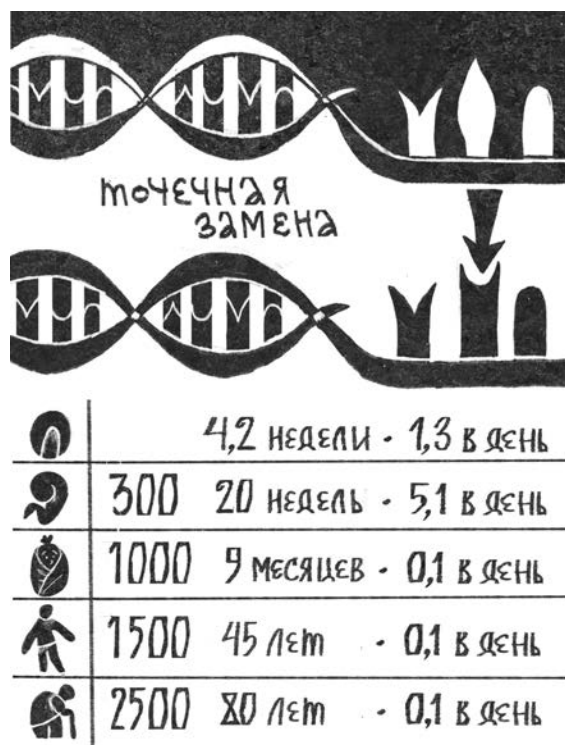 точечная
замена
4,2 недели - 1,3 в день
300 20 недель - 5,1 в день
1000 9 месяцев - 0,1 в день
1500 45 лет - 0,1 в день
2500 80 лет - 0,1 в день